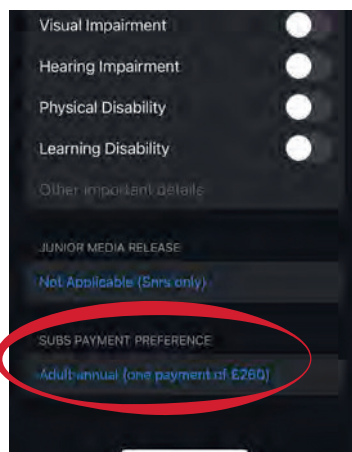 Visual Impairment
Hearing Impairment
Physical Disability
Learning Disability
Other important details
JUNIOR MEDIA RELEASE
Not Applicable (Snrs only)
SUBS PAYMENT PREFERENCE
Adult annual (one payment of £260)